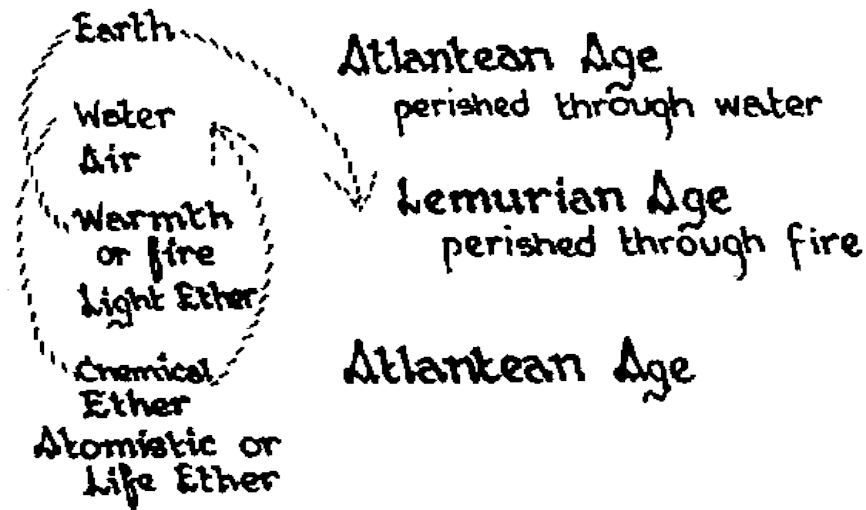 Earth
Water
Air
Warmth
or fire
Light Ether
Chemical
Ether
Atomistic or
Life Ether
Atlantean Age
perished through water
Lemurian Age
perished through fire
Atlantean Age